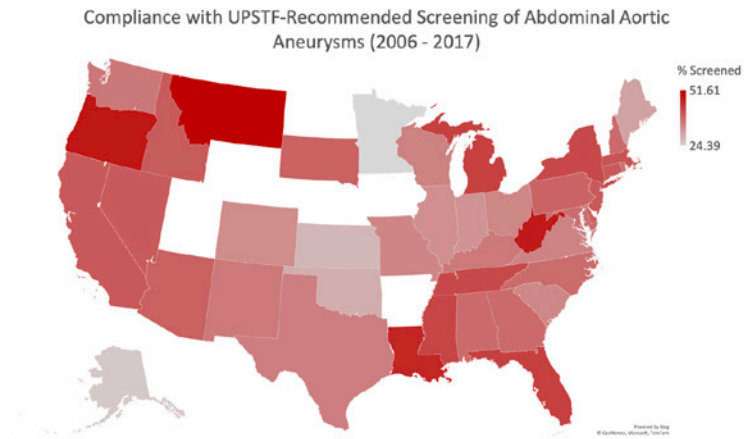 Compliance with UPSTF-Recommended Screening of Abdominal Aortic
Aneurysms (2006 - 2017)
% Screened
51.61
24.39
Powered by Bing
© GeoNames, Microsoft, TomTom